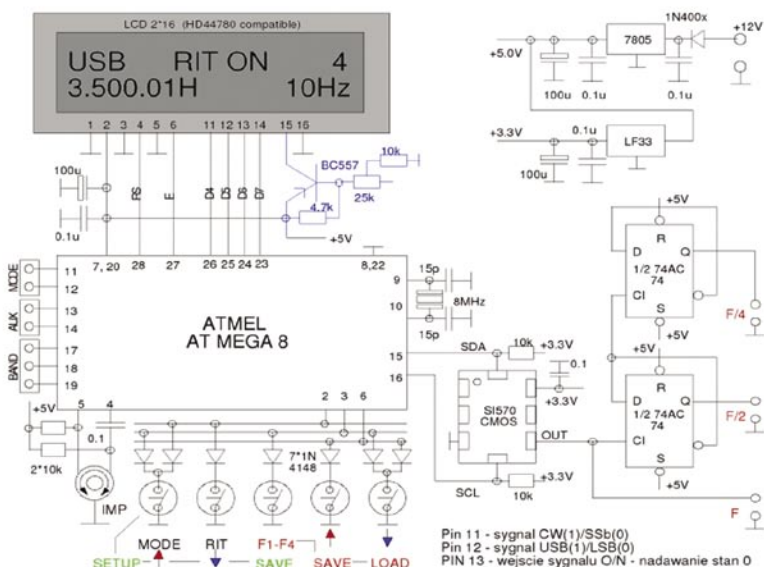 LCD 2*16 (HD44780 compatible)
USB RIT ON 4
3.500.01H 10Hz
1 2 3 4 5 6 11 12 13 14 15 16
1N400x
+12V
7805
+5.0V
100u 0.1u 0.1u
+3.3V
0.1u
LF33
100u
100u
0.1u
RS E D4 D5 D6 D7
BC557
10k
25k
4.7k
+5V
7, 20 28 27 26 25 24 23 8,22
MODE
11
12
AUX
13
14
BAND
17
18
19
ATMEL
AT MEGA 8
9
10
15
16
15p
8MHz
15p
SDA
10k
+3.3V
0.1
+3.3V
SI570
CMOS
OUT
SCL
10k
+3.3V
+5V
R
D Q
1/2 74AC
74
Cl
S
+5V
F/4
+5V
R
D Q
1/2 74AC
74
Cl
S
+5V
F/2
F
5 4 2 3 6
+5V
0.1
2*10k
IMP
7*1N
4148
MODE RIT F1-F4
SETUP SAVE SAVE LOAD
Pin 11 - sygnal CW(1)/SSb(0)
Pin 12 - sygnal USB(1)/LSB(0)
PIN 13 - wejscie sygnalu O/N - nadawanie stan 0